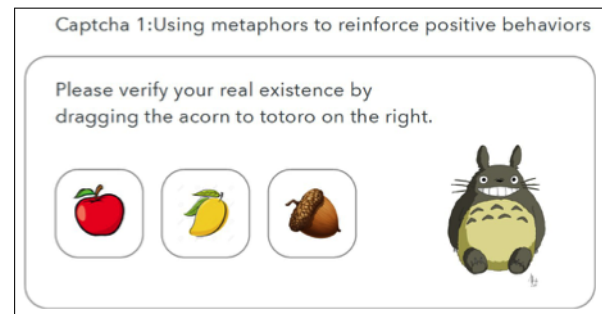 Captcha 1:Using metaphors to reinforce positive behaviors
Please verify your real existence by
dragging the acorn to totoro on the right.